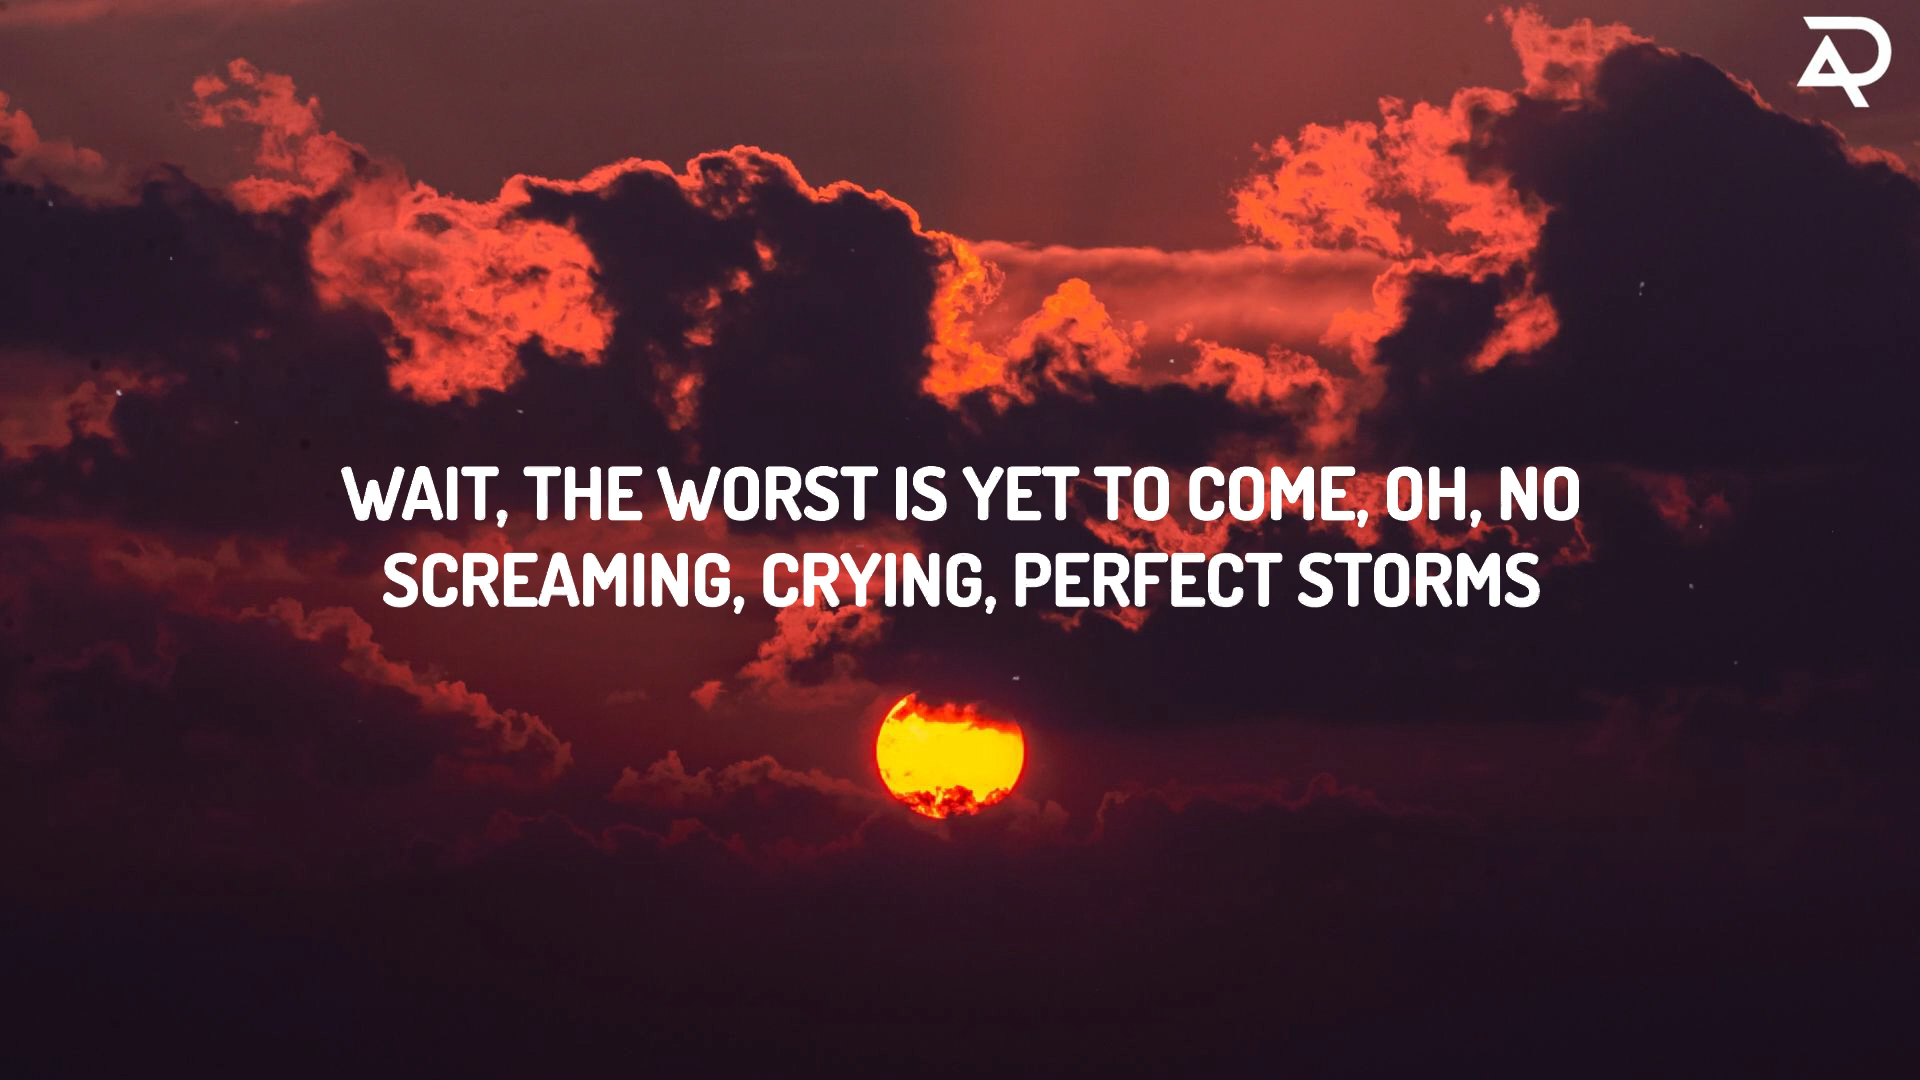 WAIT, THE WORST IS YET TO COME, OH, NO
SCREAMING, CRYING, PERFECT STORMS